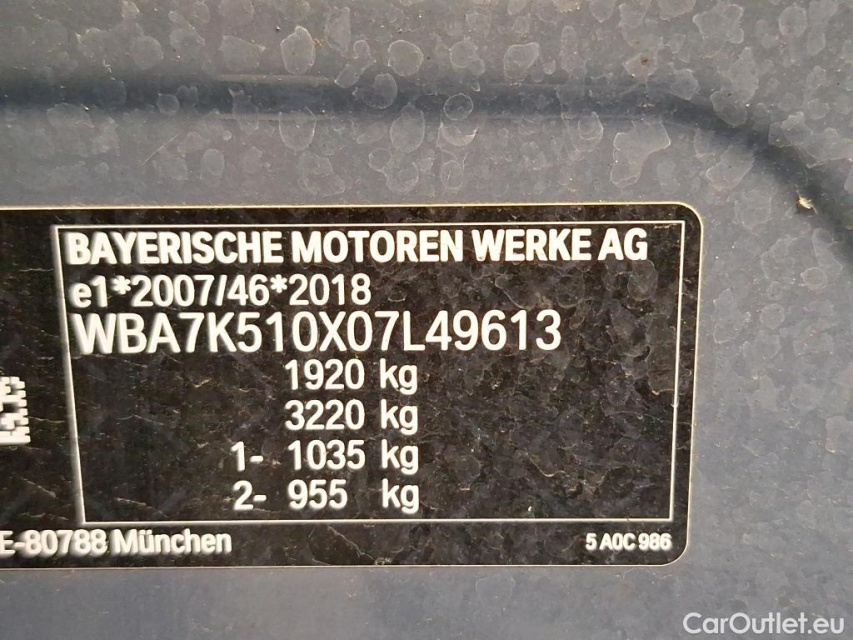 BAYERISCHE MOTOREN WERKE AG
e1*2007/46*2018
WBA7K510X07L49613
1920 kg
3220 kg
1- 1035 kg
2- 955 kg
E-80788 München
5 A0C 986
CarOutlet.eu